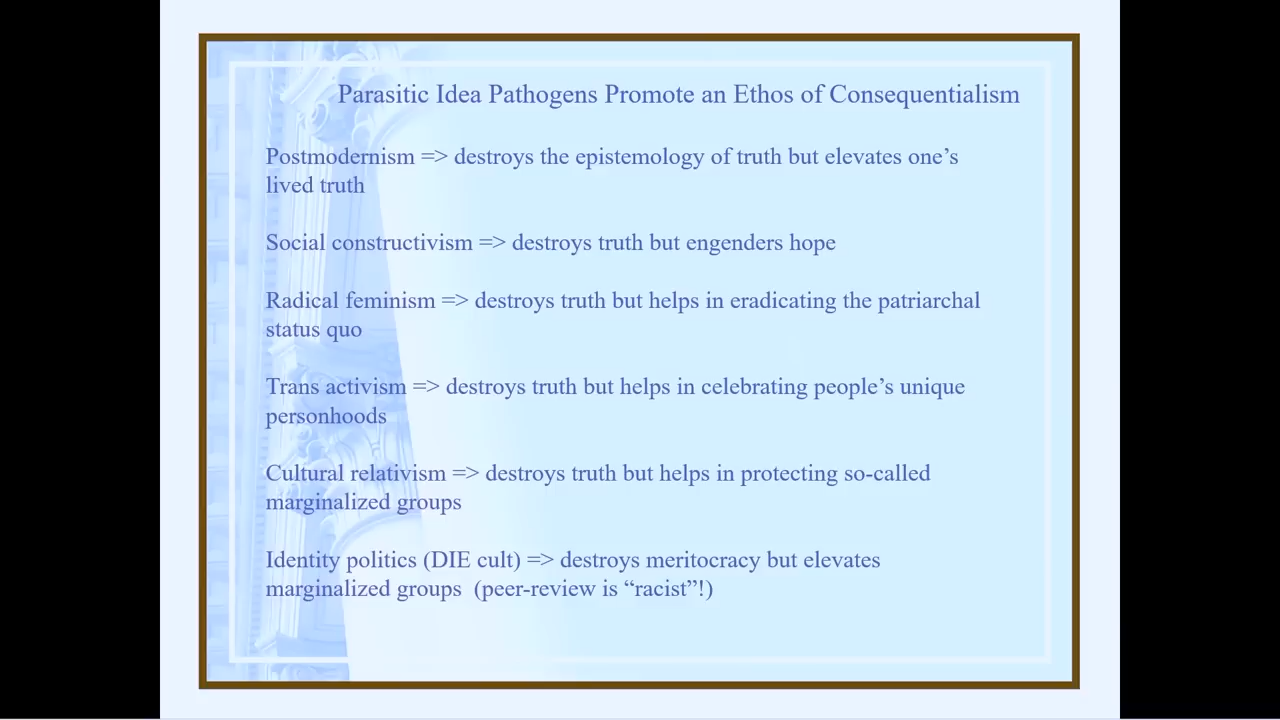 Parasitic Idea Pathogens Promote an Ethos of Consequentialism
Postmodernism => destroys the epistemology of truth but elevates one’s
lived truth
Social constructivism => destroys truth but engenders hope
Radical feminism => destroys truth but helps in eradicating the patriarchal
status quo
Trans activism => destroys truth but helps in celebrating people’s unique
personhoods
Cultural relativism => destroys truth but helps in protecting so-called
marginalized groups
Identity politics (DIE cult) => destroys meritocracy but elevates
marginalized groups  (peer-review is “racist”!)